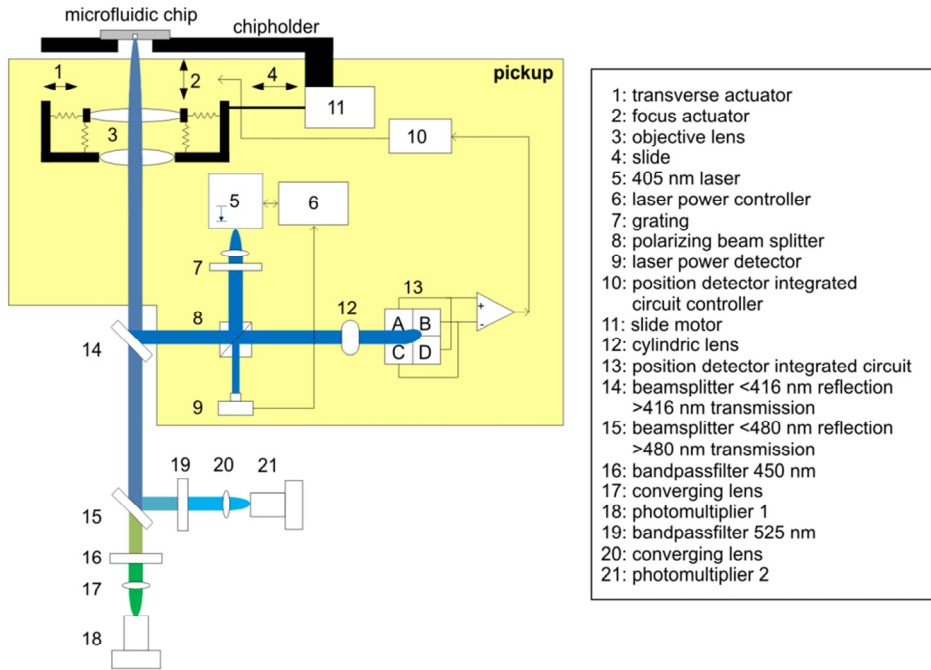 microfluidic chip
chipholder
pickup
1
2
4
3
11
10
5
6
7
13
8
12
A
B
C
D
+
-
14
9
19
20
21
15
16
17
18
1: transverse actuator
2: focus actuator
3: objective lens
4: slide
5: 405 nm laser
6: laser power controller
7: grating
8: polarizing beam splitter
9: laser power detector
10: position detector integrated
circuit controller
11: slide motor
12: cylindric lens
13: position detector integrated circuit
14: beamsplitter <416 nm reflection
>416 nm transmission
15: beamsplitter <480 nm reflection
>480 nm transmission
16: bandpassfilter 450 nm
17: converging lens
18: photomultiplier 1
19: bandpassfilter 525 nm
20: converging lens
21: photomultiplier 2